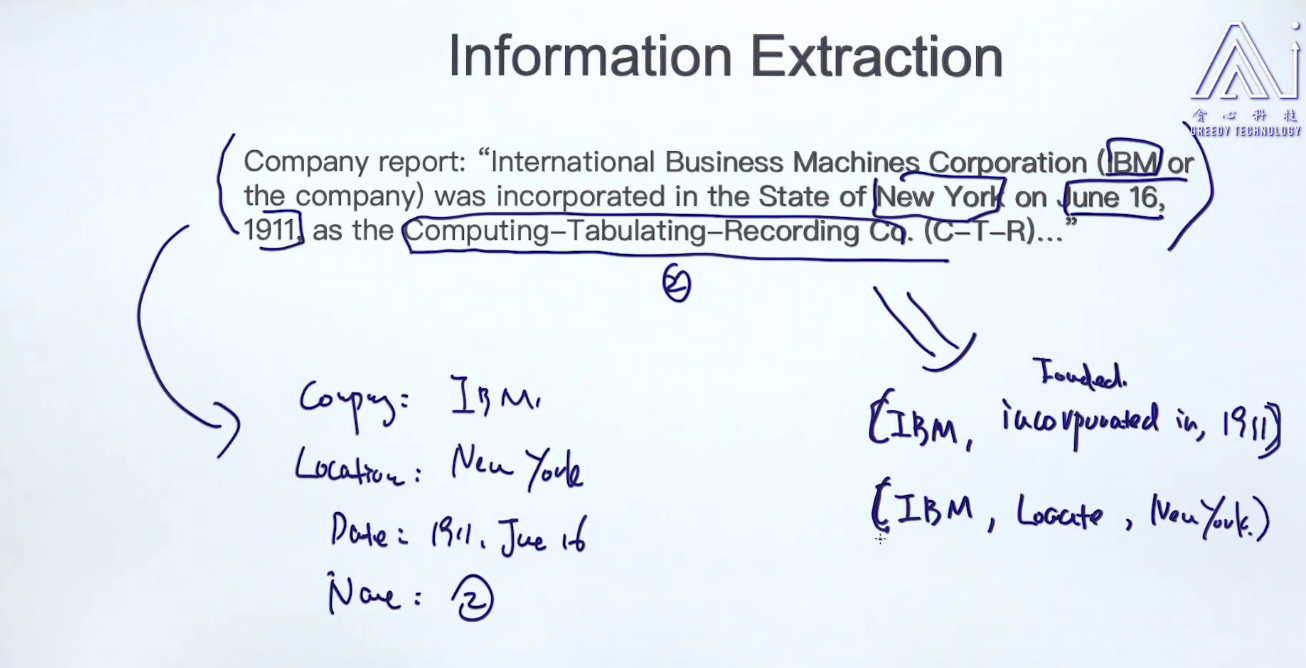 Information Extraction
贪心科技
GREEDY TECHNOLOGY
Company report: “International Business Machines Corporation (IBM or
the company) was incorporated in the State of New York on June 16,
1911, as the Computing–Tabulating–Recording Co. (C–T–R)...”
②
Company: IBM.
Location: New York
Date: 1911. Jue 16
Name: ②
Founded.
(IBM, incorporated in, 1911)
(IBM, Locate, New York.)